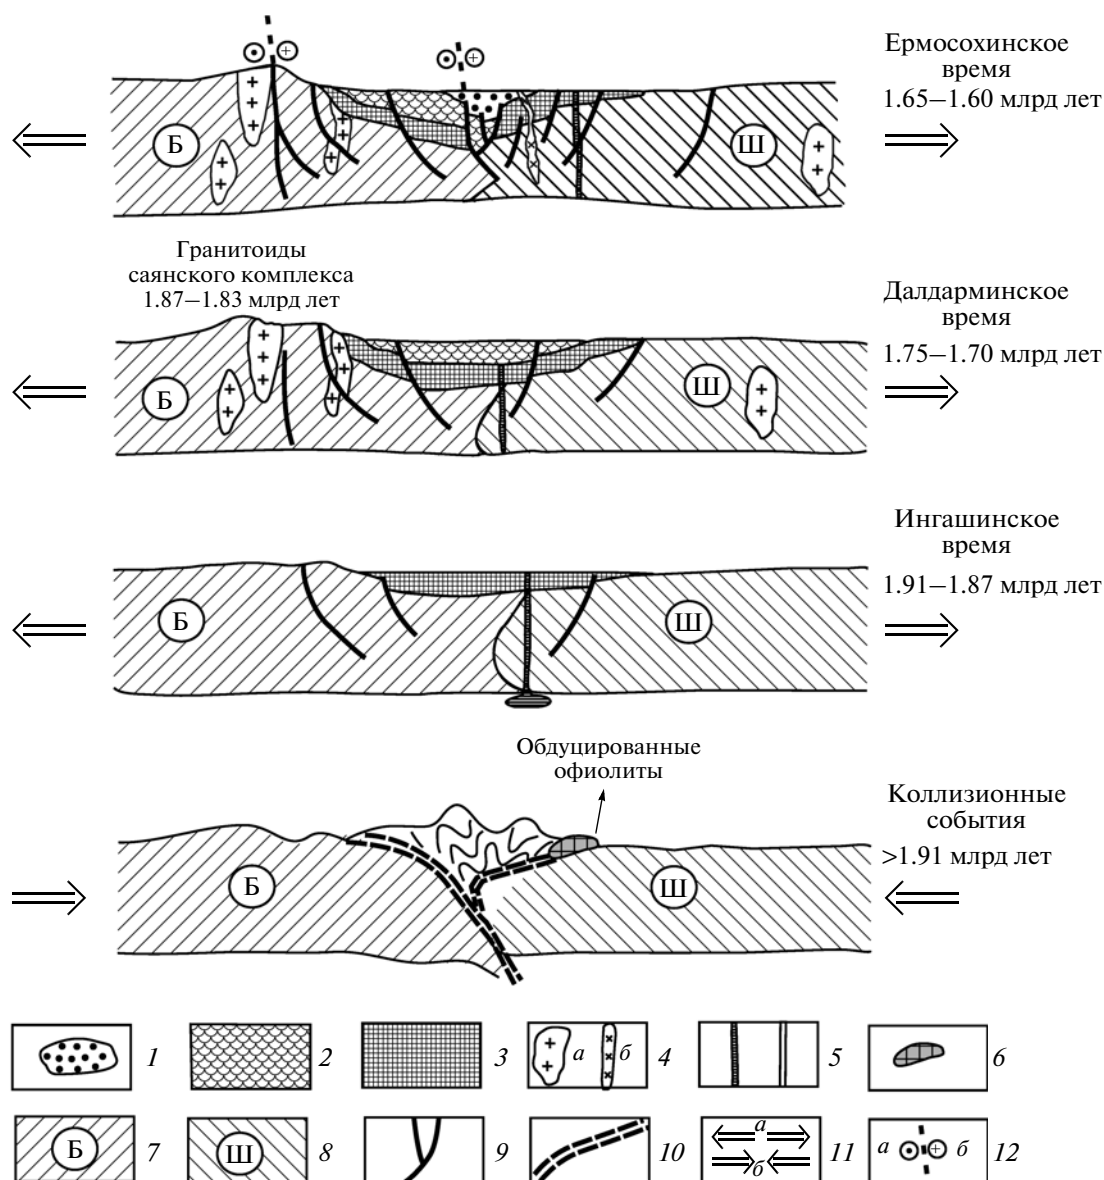 Ермосохинское
время
1.65–1.60 млрд лет
Б
Ш
Гранитоиды
саянского комплекса
1.87–1.83 млрд лет
Далдарминское
время
1.75–1.70 млрд лет
Б
Ш
Ингашинское
время
1.91–1.87 млрд лет
Б
Ш
Обдуцированные
офиолиты
Коллизионные
события
>1.91 млрд лет
Б
Ш
1
2
3
а б 4
5
6
Б 7
Ш 8
9
10
а
б
11
а б 12